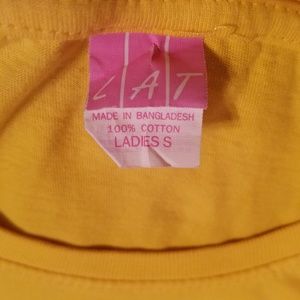 LAT
MADE IN BANGLADESH
100% COTTON
LADIES S